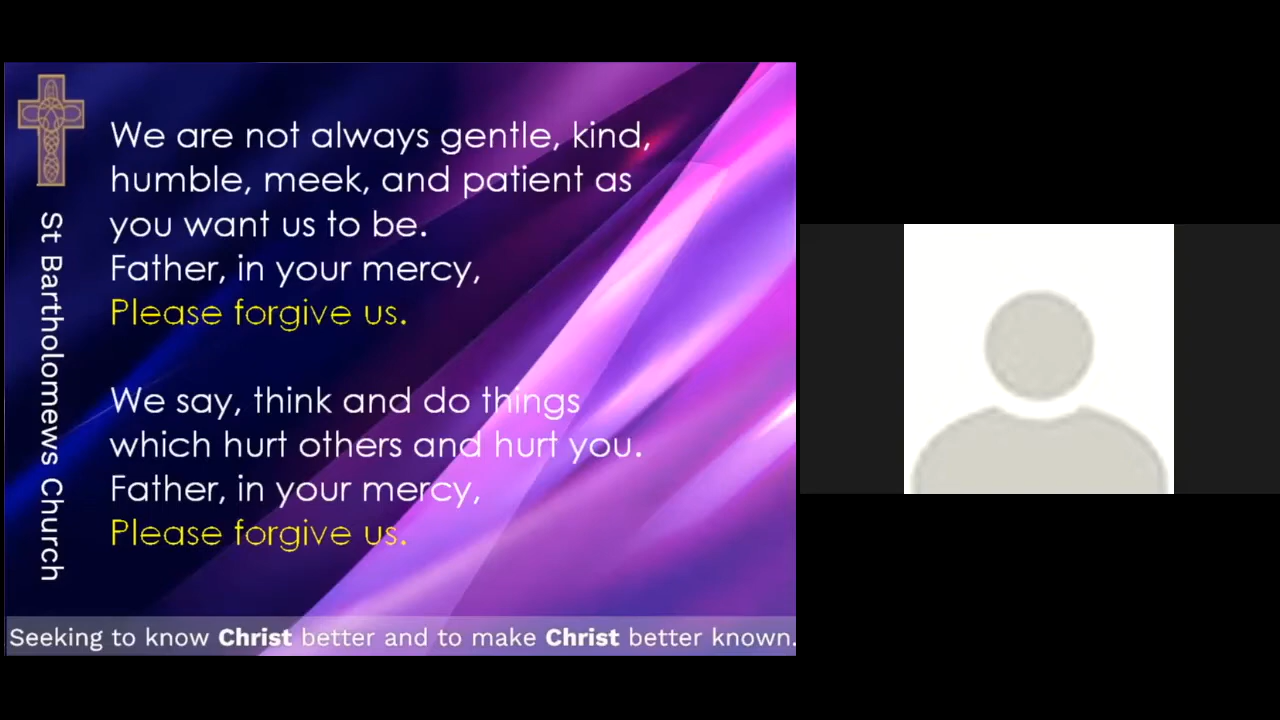 St Bartholomews Church
We are not always gentle, kind,
humble, meek, and patient as
you want us to be.
Father, in your mercy,
Please forgive us.
We say, think and do things
which hurt others and hurt you.
Father, in your mercy,
Please forgive us.
Seeking to know Christ better and to make Christ better known.